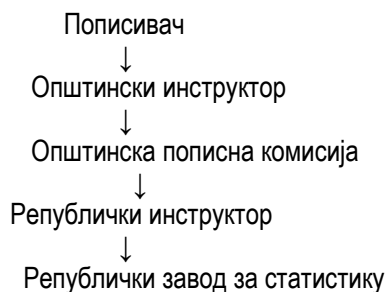 Пописивач
↓
Општински инструктор
↓
Општинска пописна комисија
↓
Републички инструктор
↓
Републички завод за статистику